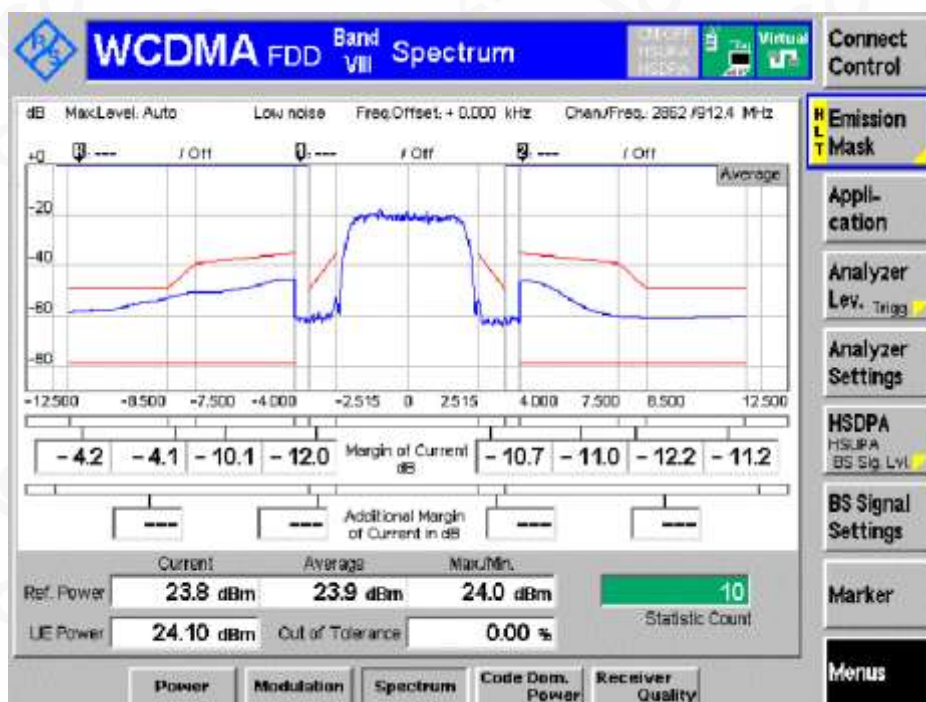 R S
WCDMA FDD Band VIII Spectrum
CM-OFF
HSUPA
HSDPA
Virtual
Connect Control
dB Max.Level: Auto Low noise Freq.Offset: + 0.000 kHz Chan./Freq.: 2862 /912.4 MHz
HLT Emission Mask
--- / Off --- / Off 2 --- / Off
Average
+0
-20
-40
-60
-80
-12.500 -8.500 -7.500 -4.000 -2.515 0 2.515 4.000 7.500 8.500 12.500
Appli-
cation
Analyzer
Lev. Trigg
Analyzer
Settings
- 4.2 - 4.1 - 10.1 - 12.0 Margin of Current dB - 10.7 - 11.0 - 12.2 - 11.2
HSDPA
HSUPA
BS Sig. Lvl.
--- --- Additional Margin of Current in dB --- ---
BS Signal
Settings
Current Average Max./Min.
Ref. Power 23.8 dBm 23.9 dBm 24.0 dBm 10
Statistic Count
UE Power 24.10 dBm Out of Tolerance 0.00 %
Marker
Menus
Power Modulation Spectrum Code Dom. Power Receiver Quality